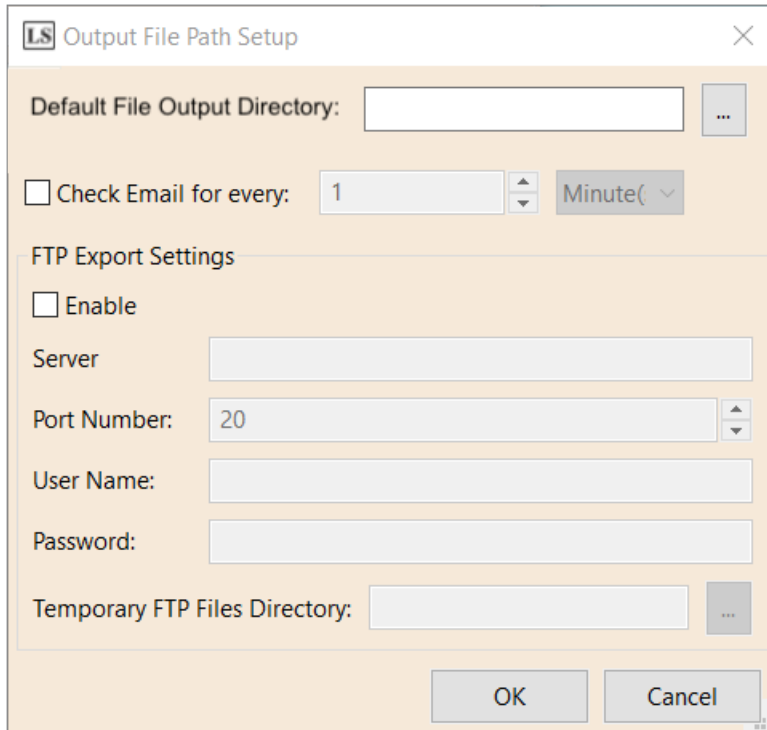 LS Output File Path Setup
Default File Output Directory: ...
Check Email for every: 1 Minute(
FTP Export Settings
Enable
Server
Port Number: 20
User Name:
Password:
Temporary FTP Files Directory: ...
OK Cancel